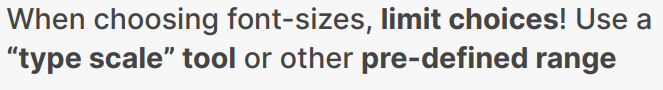 When choosing font-sizes, limit choices! Use a
“type scale” tool or other pre-defined range